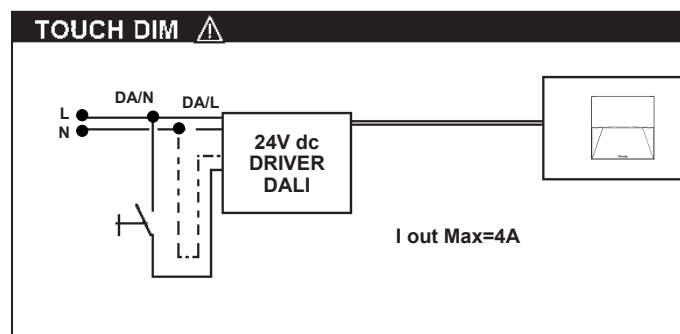 TOUCH DIM
DA/N
DA/L
L
N
24V dc
DRIVER
DALI
I out Max=4A